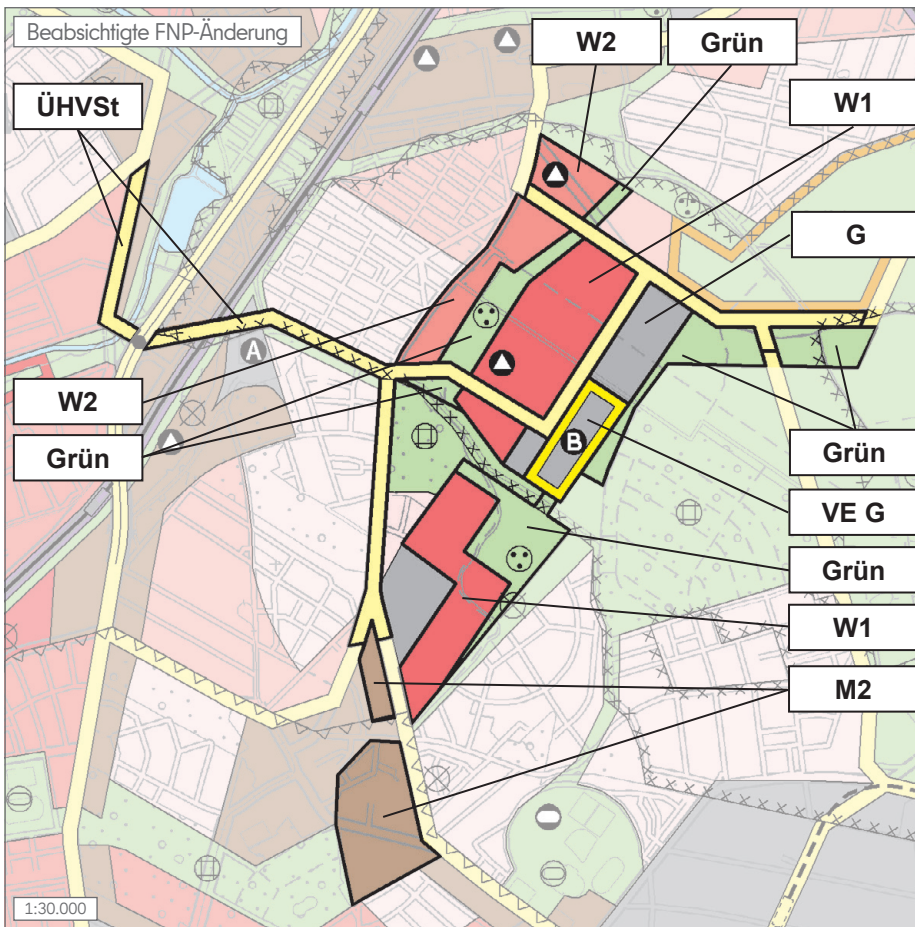 Beabsichtigte FNP-Änderung
W2
Grün
ÜHVSt
W1
G
A
W2
Grün
B
Grün
VE G
Grün
W1
M2
1:30.000